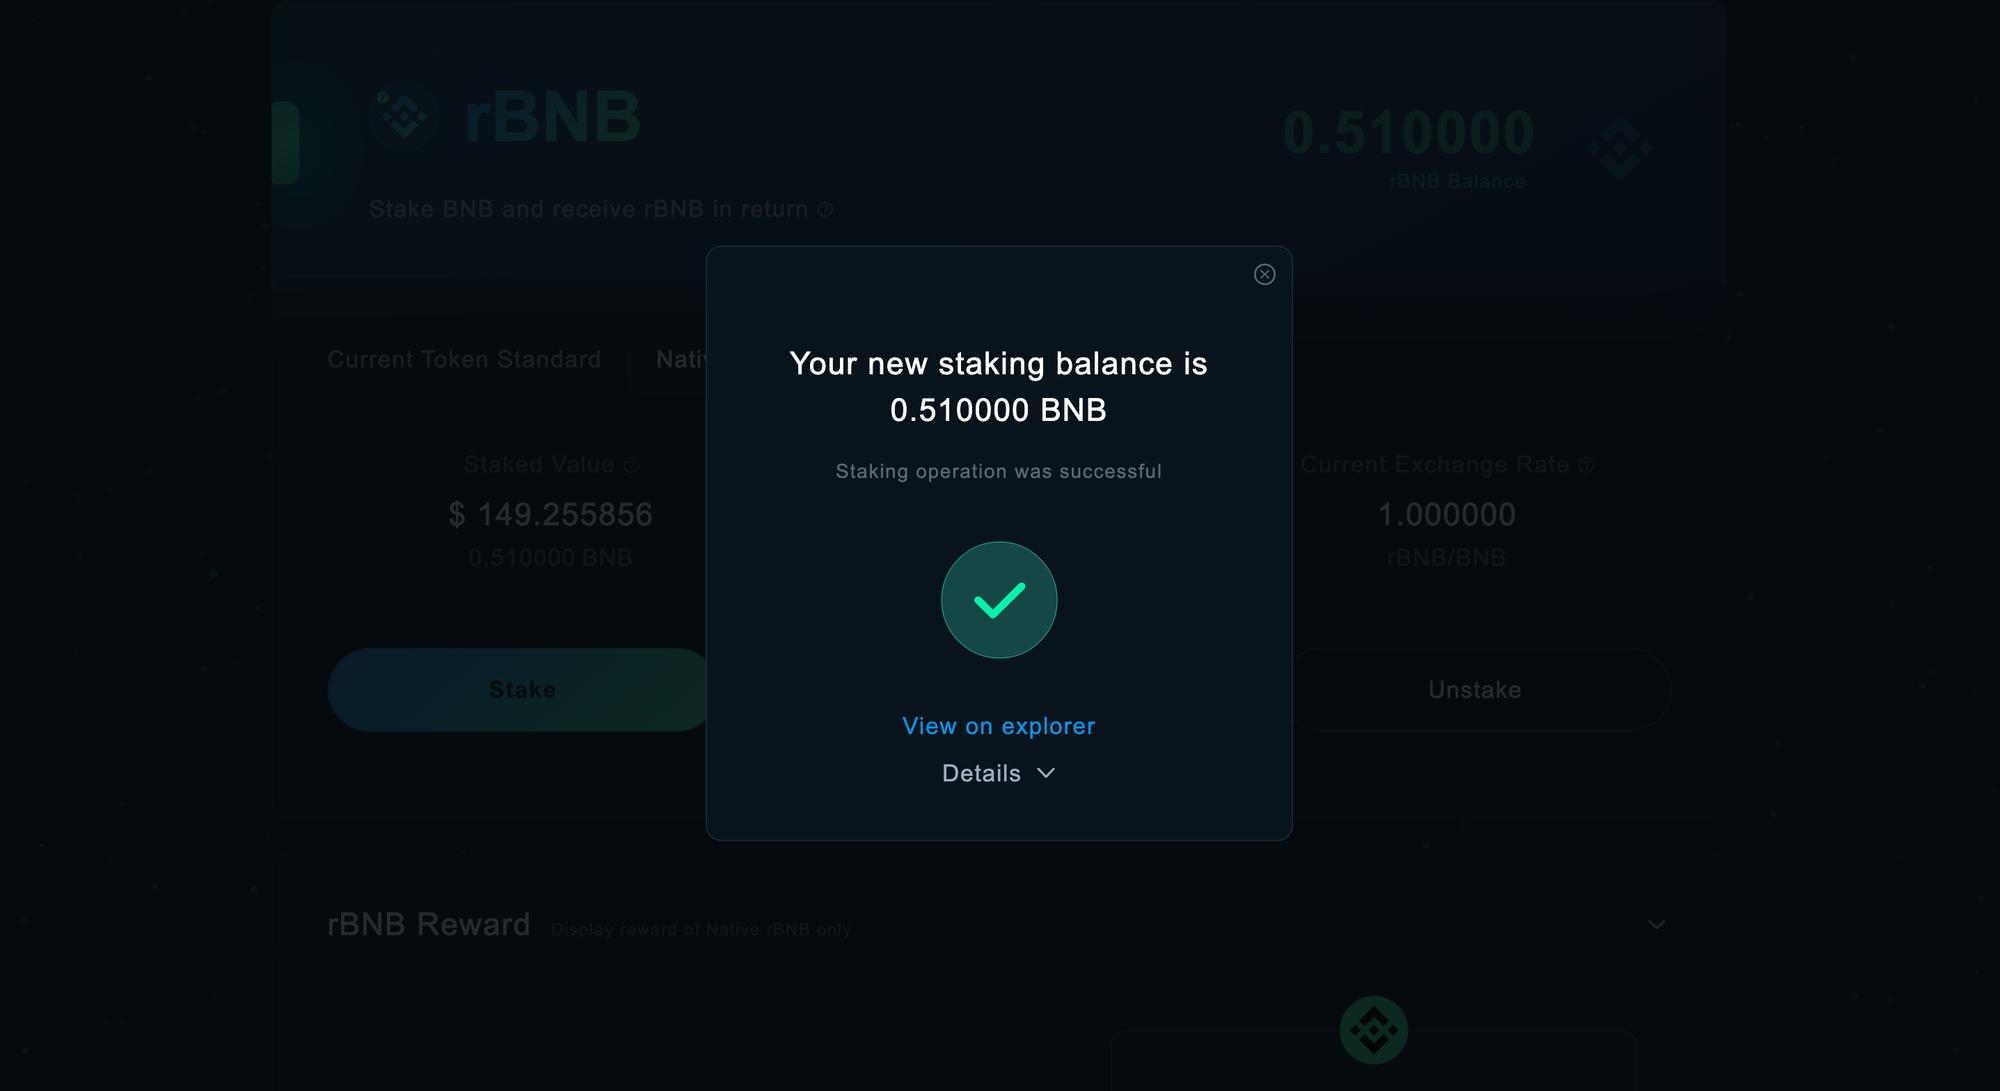 rBNB
Stake BNB and receive rBNB in return
0.510000
rBNB Balance
Current Token Standard
Nativ
Your new staking balance is
0.510000 BNB
Staking operation was successful
Staked Value
$ 149.255856
0.510000 BNB
Current Exchange Rate
1.000000
rBNB/BNB
Stake
Unstake
View on explorer
Details
rBNB Reward Display reward of Native rBNB only